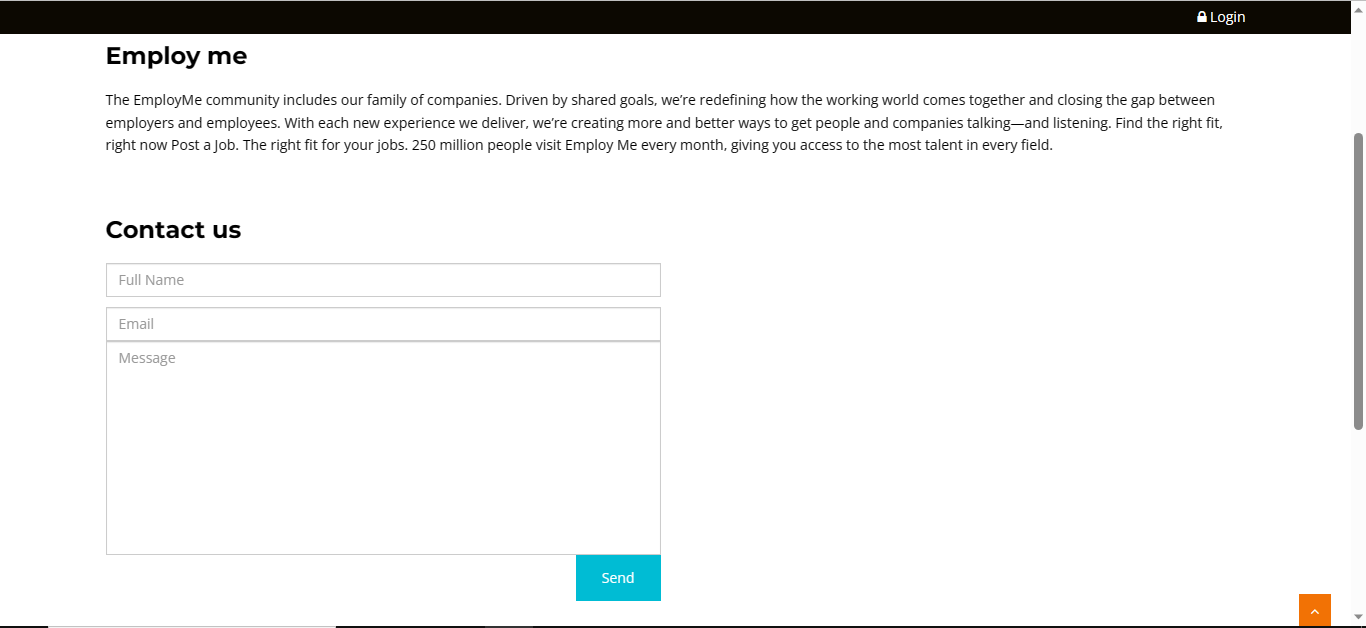 Login
Employ me
The EmployMe community includes our family of companies. Driven by shared goals, we’re redefining how the working world comes together and closing the gap between
employers and employees. With each new experience we deliver, we’re creating more and better ways to get people and companies talking—and listening. Find the right fit,
right now Post a Job. The right fit for your jobs. 250 million people visit Employ Me every month, giving you access to the most talent in every field.
Contact us
Full Name
Email
Message
Send